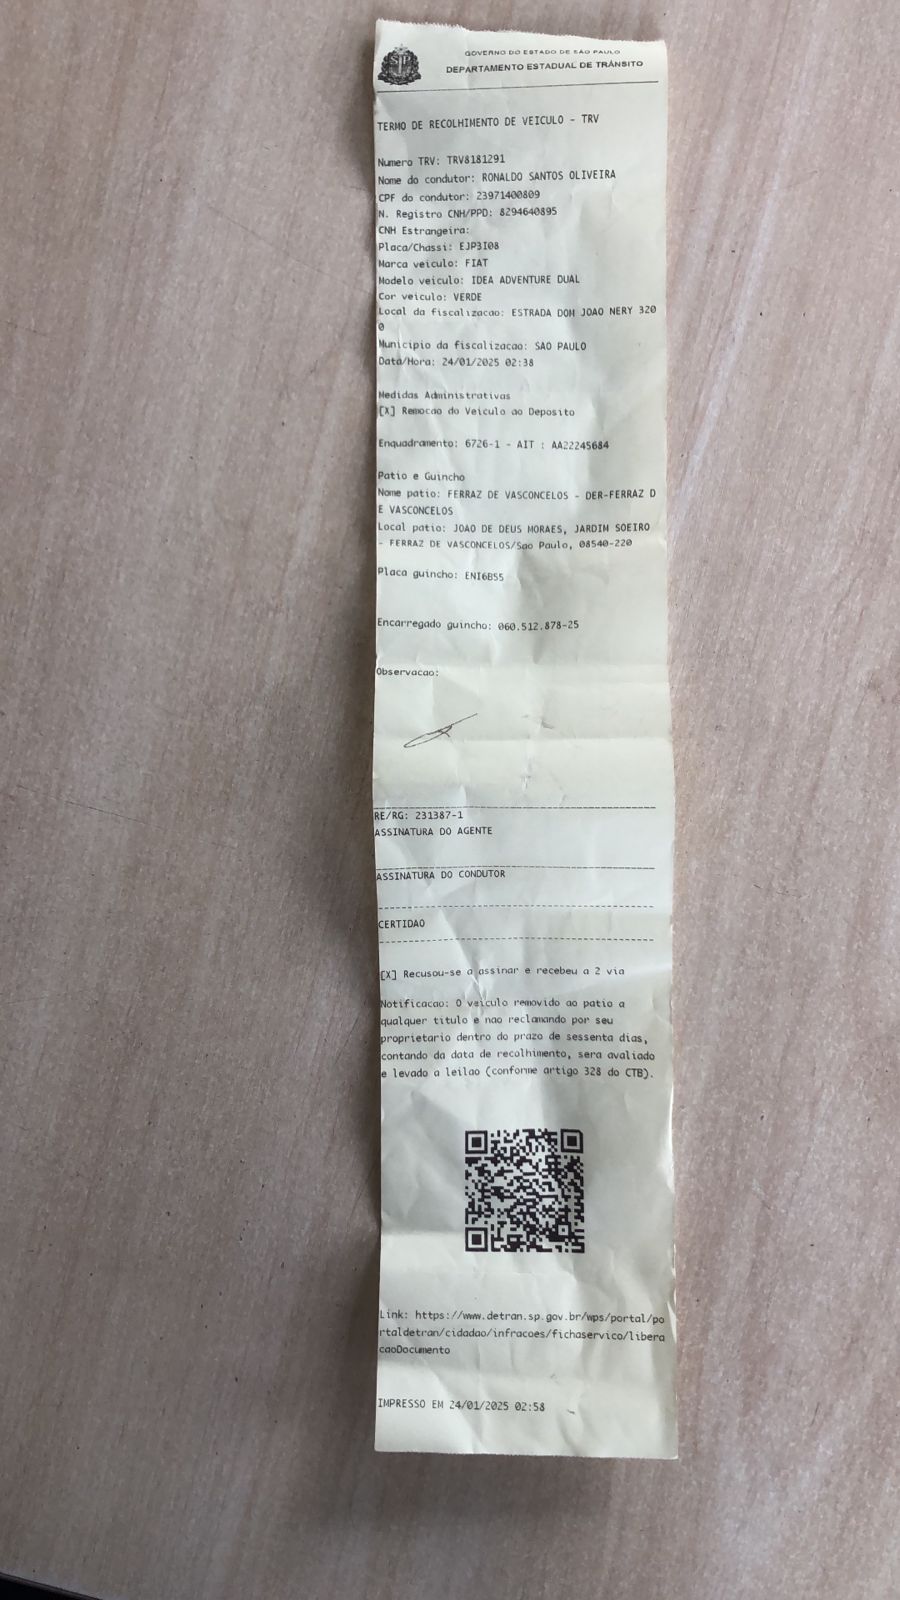 GOVERNO DO ESTADO DE SÃO PAULO
DEPARTAMENTO ESTADUAL DE TRÂNSITO
TERMO DE RECOLHIMENTO DE VEICULO - TRV
Numero TRV: TRV8181291
Nome do condutor: RONALDO SANTOS OLIVEIRA
CPF do condutor: 23971400809
N. Registro CNH/PPD: 8294640895
CNH Estrangeira:
Placa/Chassi: EJP3I08
Marca veiculo: FIAT
Modelo veiculo: IDEA ADVENTURE DUAL
Cor veiculo: VERDE
Local da fiscalizacao: ESTRADA DOM JOAO NERY 320
0
Municipio da fiscalizacao: SAO PAULO
Data/Hora: 24/01/2025 02:38
Medidas Administrativas
[X] Remocao do Veiculo ao Deposito
Enquadramento: 6726-1 - AIT : AA22245684
Patio e Guincho
Nome patio: FERRAZ DE VASCONCELOS - DER-FERRAZ D
E VASCONCELOS
Local patio: JOAO DE DEUS MORAES, JARDIM SOEIRO
- FERRAZ DE VASCONCELOS/Sao Paulo, 08540-220
Placa guincho: ENI6B55
Encarregado guincho: 060.512.878-25
Observacao:
RE/RG: 231387-1
ASSINATURA DO AGENTE
ASSINATURA DO CONDUTOR
CERTIDAO
[X] Recusou-se a assinar e recebeu a 2 via
Notificacao: O veiculo removido ao patio a
qualquer titulo e nao reclamando por seu
proprietario dentro do prazo de sessenta dias,
contando da data de recolhimento, sera avaliado
e levado a leilao (conforme artigo 328 do CTB).
Link: https://www.detran.sp.gov.br/wps/portal/po
rtaldetran/cidadao/infracoes/fichaservico/libera
caoDocumento
IMPRESSO EM 24/01/2025 02:58